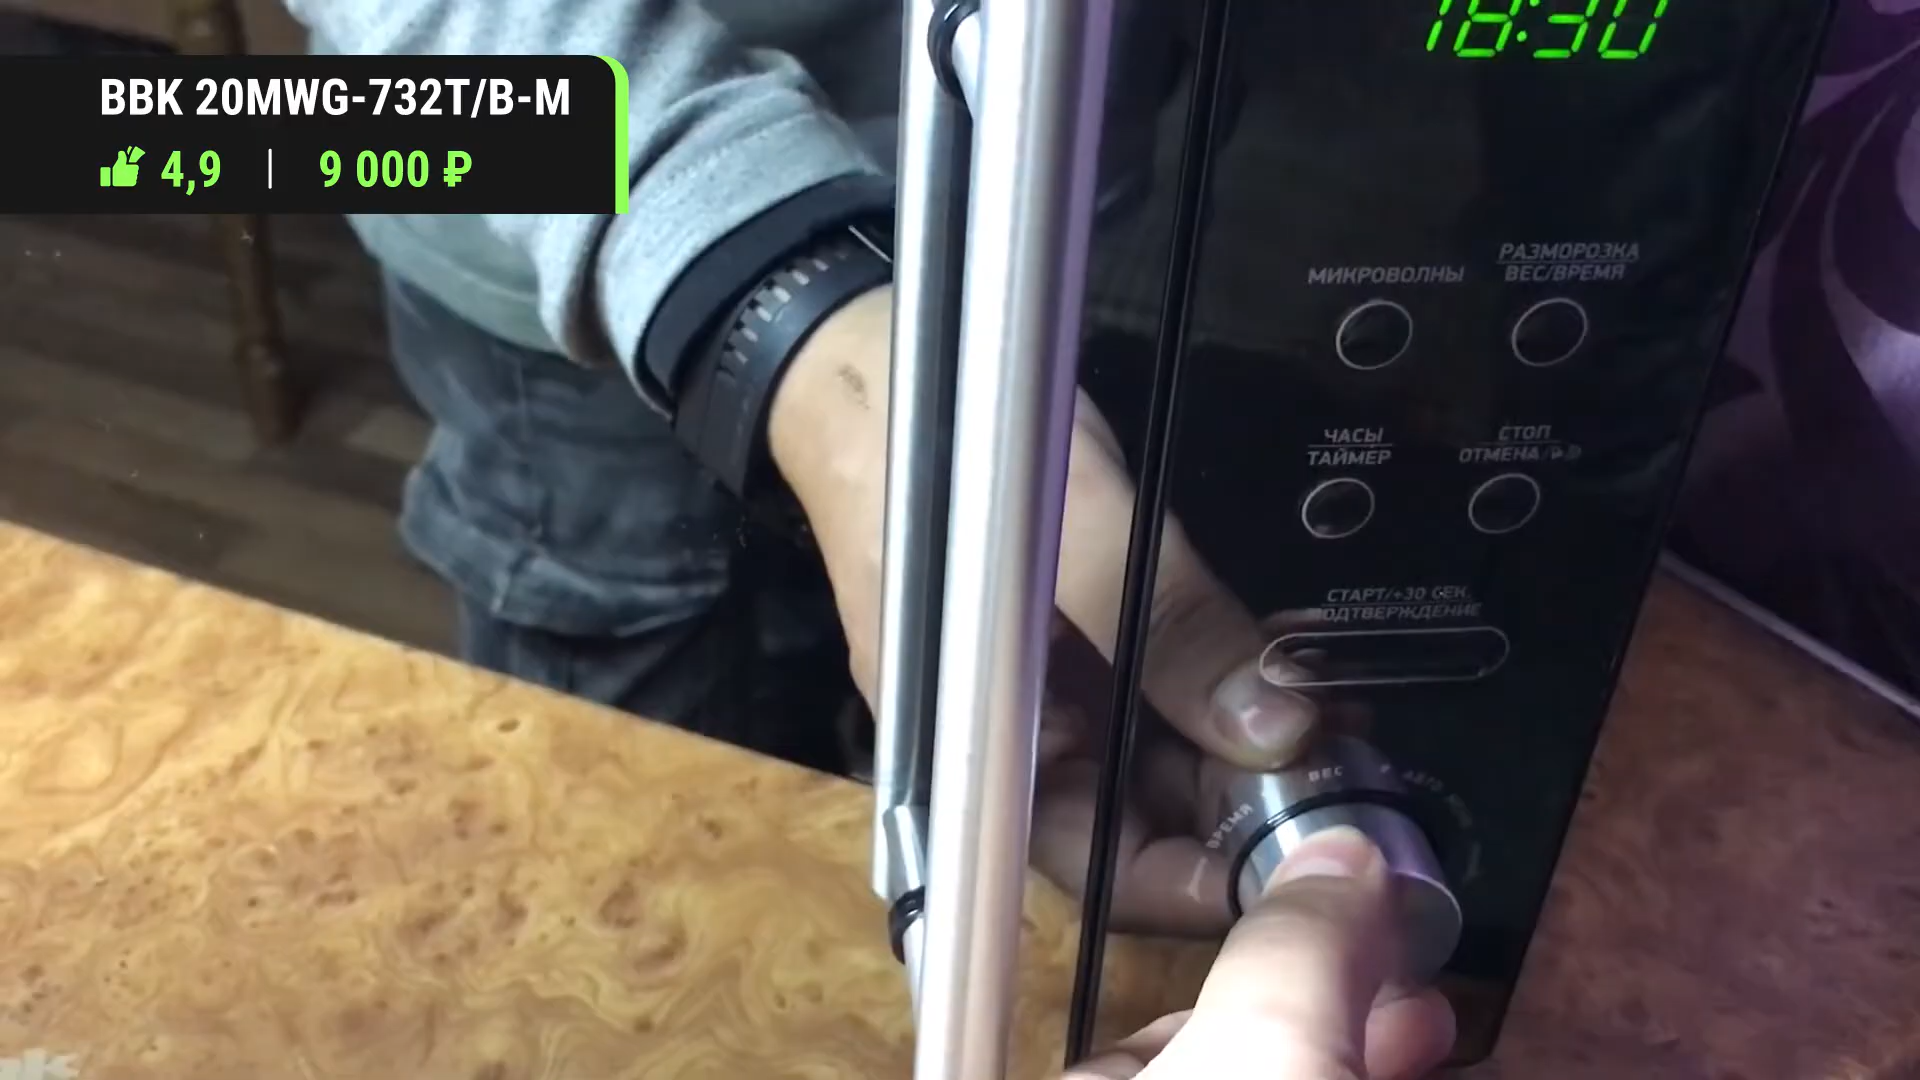 BBK 20MWG-732T/B-M
4,9 | 9 000 ₽
18:30
МИКРОВОЛНЫ
РАЗМОРОЗКА
ВЕС/ВРЕМЯ
ЧАСЫ
ТАЙМЕР
СТОП
ОТМЕНА
СТАРТ/+30 СЕК.
ПОДТВЕРЖДЕНИЕ
ВРЕМЯ
ВЕС
АВТО